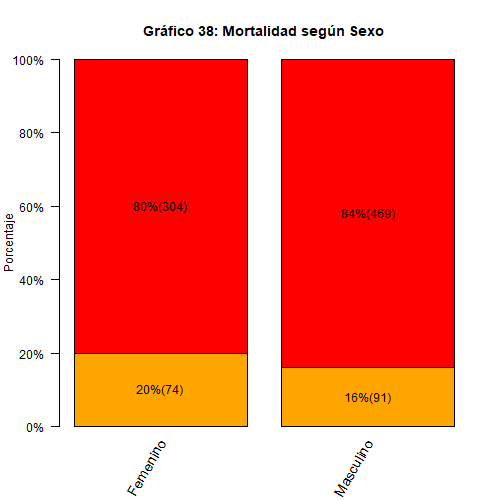 Gráfico 38: Mortalidad según Sexo
Porcentaje
100%
80%
60%
40%
20%
0%
80%(304)
84%(469)
20%(74)
16%(91)
Femenino
Masculino